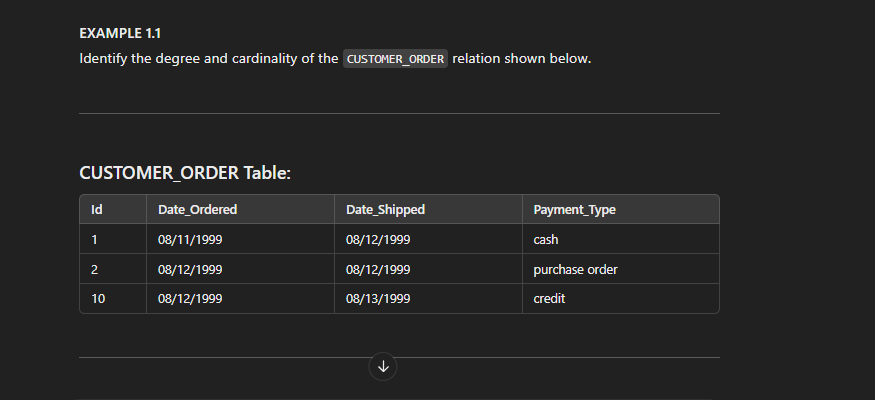 EXAMPLE 1.1
Identify the degree and cardinality of the CUSTOMER_ORDER relation shown below.
CUSTOMER_ORDER Table:
Id Date_Ordered Date_Shipped Payment_Type
1 08/11/1999 08/12/1999 cash
2 08/12/1999 08/12/1999 purchase order
10 08/12/1999 08/13/1999 credit